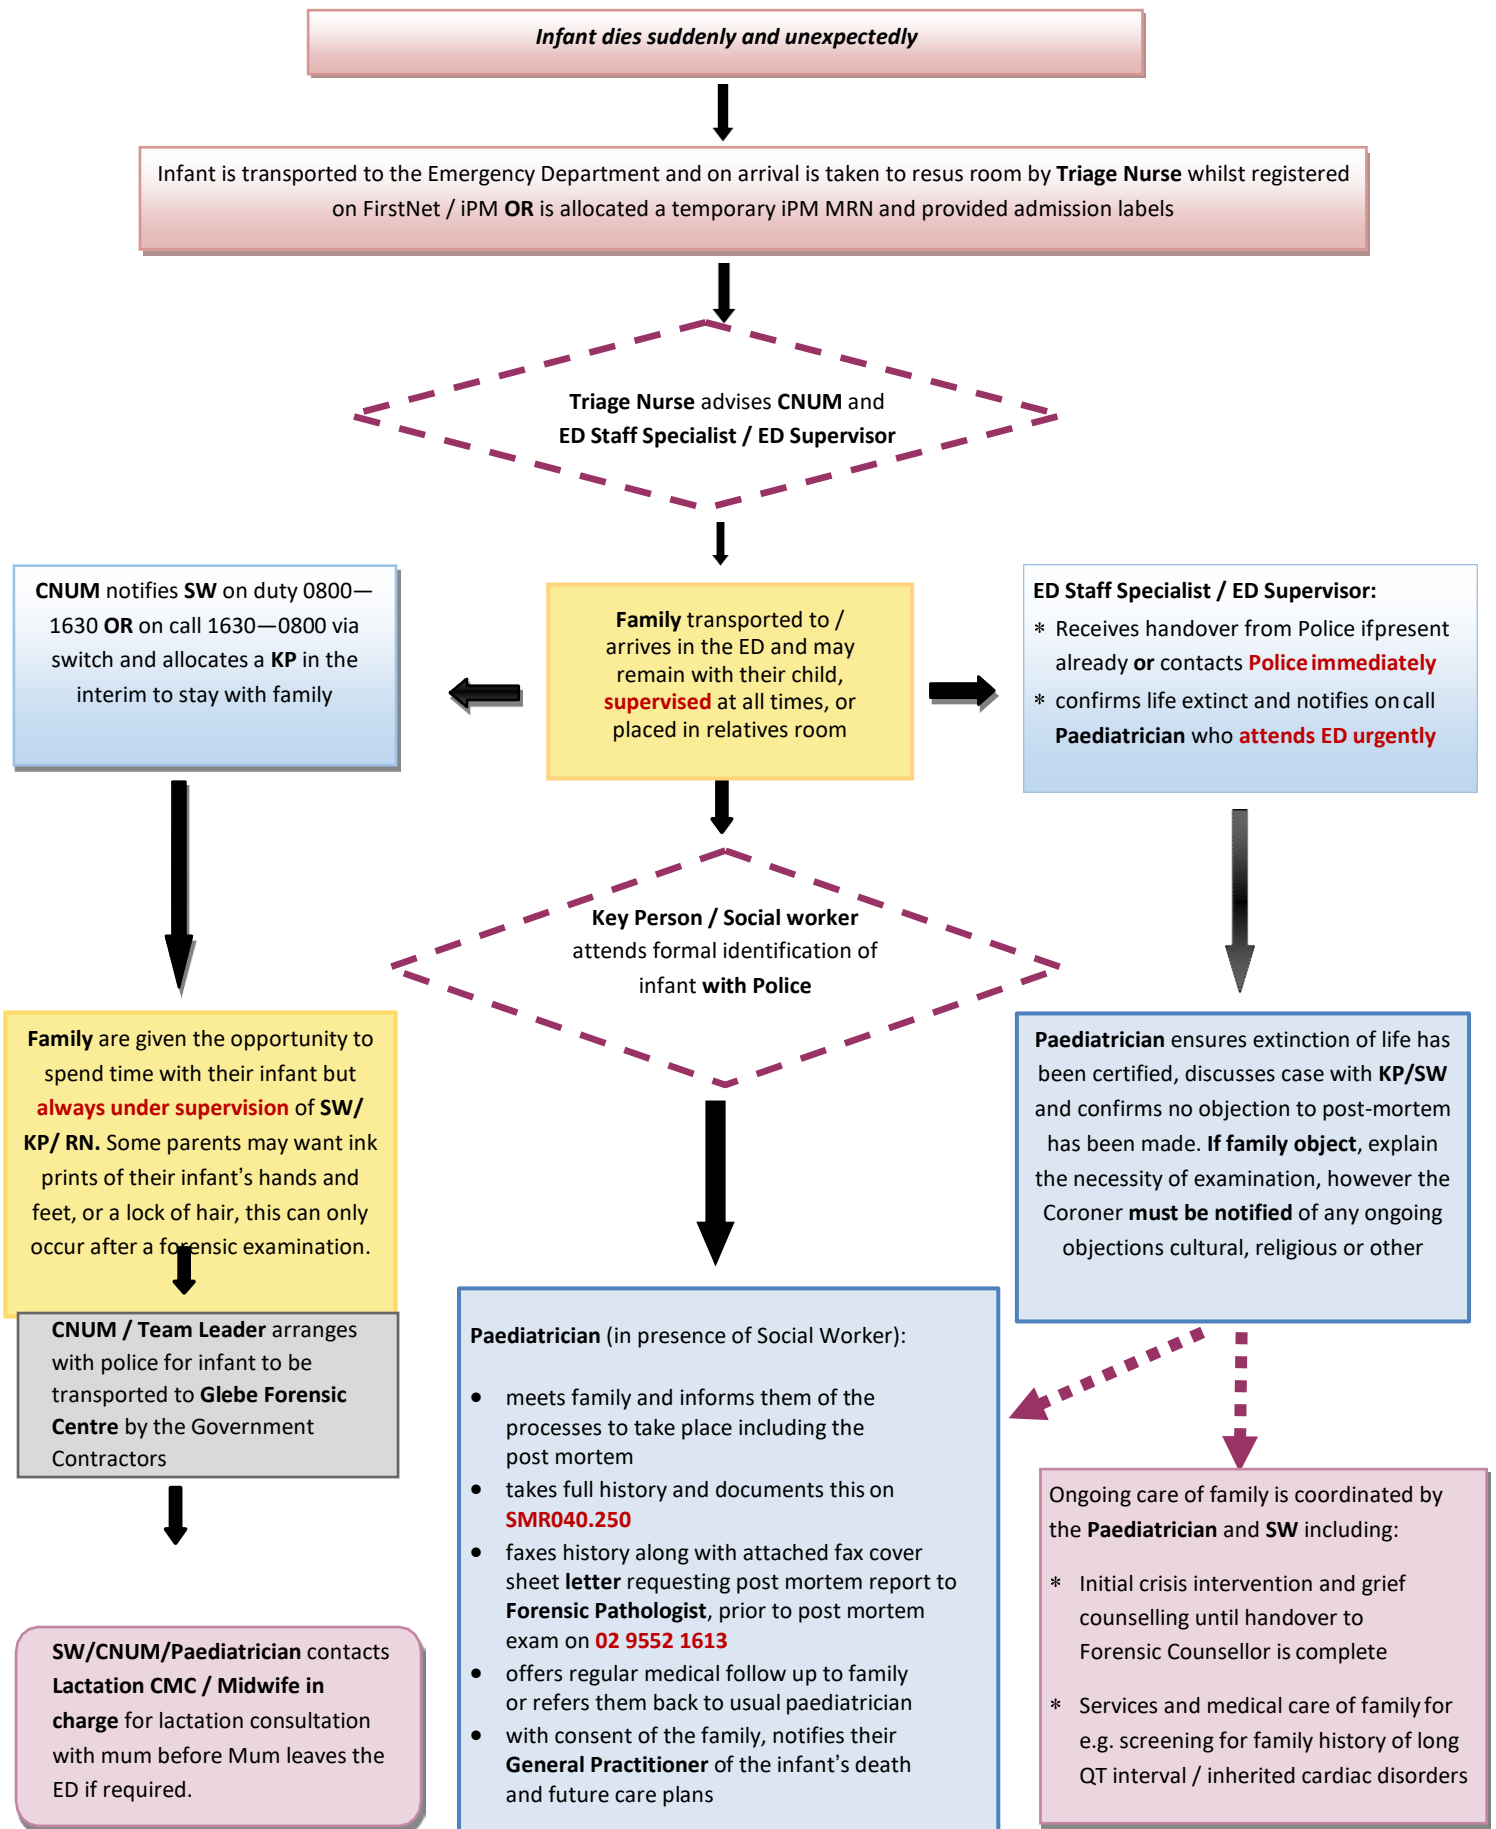 Infant dies suddenly and unexpectedly
Infant is transported to the Emergency Department and on arrival is taken to resus room by Triage Nurse whilst registered
on FirstNet / iPM OR is allocated a temporary iPM MRN and provided admission labels
Triage Nurse advises CNUM and
ED Staff Specialist / ED Supervisor
CNUM notifies SW on duty 0800—
1630 OR on call 1630—0800 via
switch and allocates a KP in the
interim to stay with family
Family transported to /
arrives in the ED and may
remain with their child,
supervised at all times, or
placed in relatives room
ED Staff Specialist / ED Supervisor:
* Receives handover from Police ifpresent
already or contacts Police immediately
* confirms life extinct and notifies on call
Paediatrician who attends ED urgently
Key Person / Social worker
attends formal identification of
infant with Police
Family are given the opportunity to
spend time with their infant but
always under supervision of SW/
KP/ RN. Some parents may want ink
prints of their infant's hands and
feet, or a lock of hair, this can only
occur after a forensic examination.
Paediatrician ensures extinction of life has
been certified, discusses case with KP/SW
and confirms no objection to post-mortem
has been made. If family object, explain
the necessity of examination, however the
Coroner must be notified of any ongoing
objections cultural, religious or other
CNUM / Team Leader arranges
with police for infant to be
transported to Glebe Forensic
Centre by the Government
Contractors
Paediatrician (in presence of Social Worker):
• meets family and informs them of the
processes to take place including the
post mortem
• takes full history and documents this on
SMR040.250
• faxes history along with attached fax cover
sheet letter requesting post mortem report to
Forensic Pathologist, prior to post mortem
exam on 02 9552 1613
• offers regular medical follow up to family
or refers them back to usual paediatrician
• with consent of the family, notifies their
General Practitioner of the infant's death
and future care plans
Ongoing care of family is coordinated by
the Paediatrician and SW including:
* Initial crisis intervention and grief
counselling until handover to
Forensic Counsellor is complete
* Services and medical care of family for
e.g. screening for family history of long
QT interval / inherited cardiac disorders
SW/CNUM/Paediatrician contacts
Lactation CMC / Midwife in
charge for lactation consultation
with mum before Mum leaves the
ED if required.